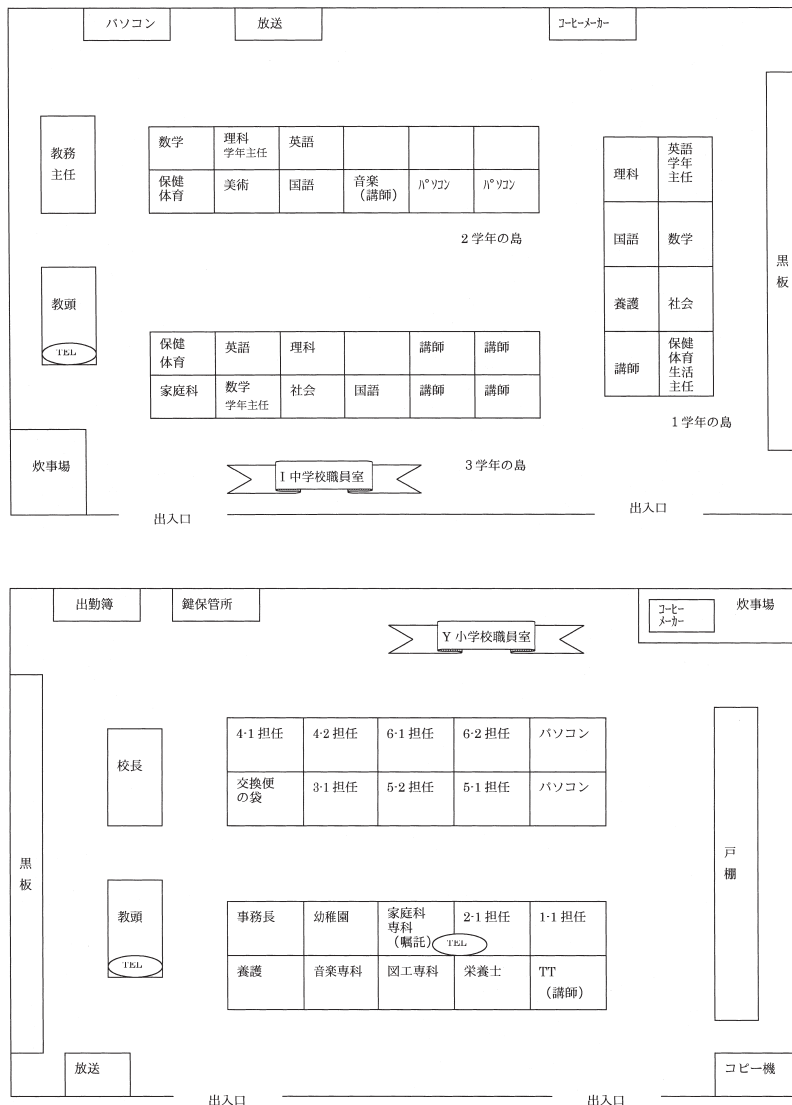 パソコン
放送
コーヒーメーカー
教務
主任
数学
理科
学年主任
英語
保健
体育
美術
国語
音楽
(講師)
パソコン
パソコン
2学年の島
理科
英語
学年
主任
国語
数学
養護
社会
講師
保健
体育
生活
主任
1学年の島
黒板
教頭
TEL
保健
体育
英語
理科
講師
講師
家庭科
数学
学年主任
社会
国語
講師
講師
3学年の島
炊事場
I中学校職員室
出入口
出入口
出勤簿
鍵保管所
Y小学校職員室
コーヒー
メーカー
炊事場
黒板
校長
4-1担任
4-2担任
6-1担任
6-2担任
パソコン
交換便
の袋
3-1担任
5-2担任
5-1担任
パソコン
戸棚
教頭
TEL
事務長
幼稚園
家庭科
専科
(嘱託)
TEL
2-1担任
1-1担任
養護
音楽専科
図工専科
栄養士
TT
(講師)
放送
コピー機
出入口
出入口